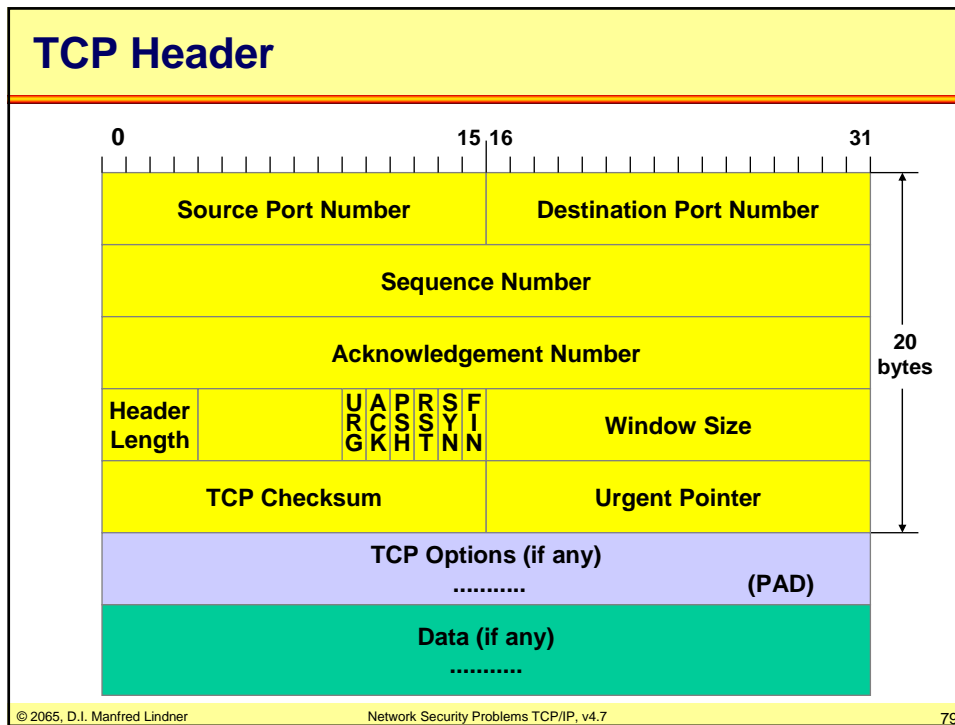 TCP Header
0 15 16 31
Source Port Number Destination Port Number
Sequence Number
Acknowledgement Number
20
bytes
Header
Length
URG ACK PSH RST SYN FIN
Window Size
TCP Checksum Urgent Pointer
TCP Options (if any)
........... (PAD)
Data (if any)
...........
© 2065, D.I. Manfred Lindner Network Security Problems TCP/IP, v4.7 79